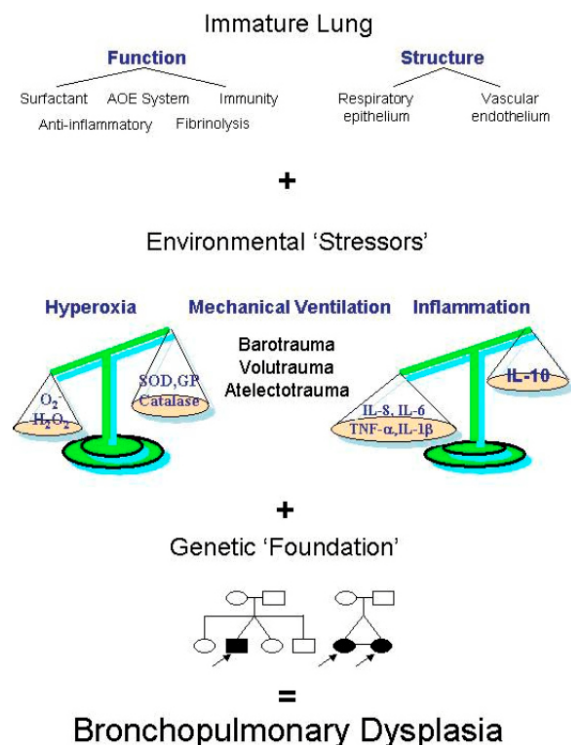 Immature Lung
Function
Structure
Surfactant
AOE System
Immunity
Anti-inflammatory
Fibrinolysis
Respiratory
epithelium
Vascular
endothelium
+
Environmental ‘Stressors’
Hyperoxia
Mechanical Ventilation
Inflammation
Barotrauma
Volutrauma
Atelectotrauma
SOD,GP
Catalase
O₂⁻
H₂O₂
IL-10
IL-8, IL-6
TNF-α,IL-1β
+
Genetic ‘Foundation’
=
Bronchopulmonary Dysplasia